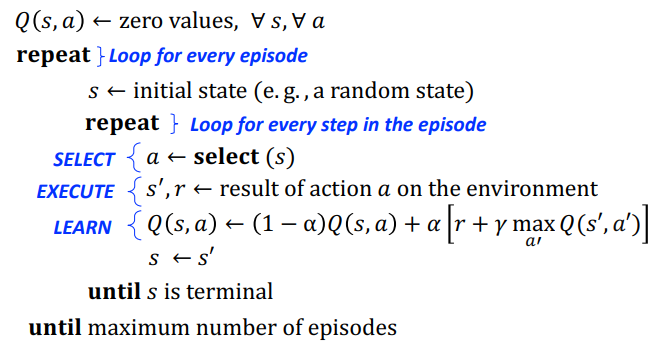 Q(s, a) ← zero values, ∀ s, ∀ a
repeat } Loop for every episode
s ← initial state (e. g. , a random state)
repeat } Loop for every step in the episode
SELECT { a ← select (s)
EXECUTE { s′, r ← result of action a on the environment
LEARN { Q(s, a) ← (1 − α)Q(s, a) + α [r + γ max Q(s′, a′)]
a′
s ← s′
until s is terminal
until maximum number of episodes